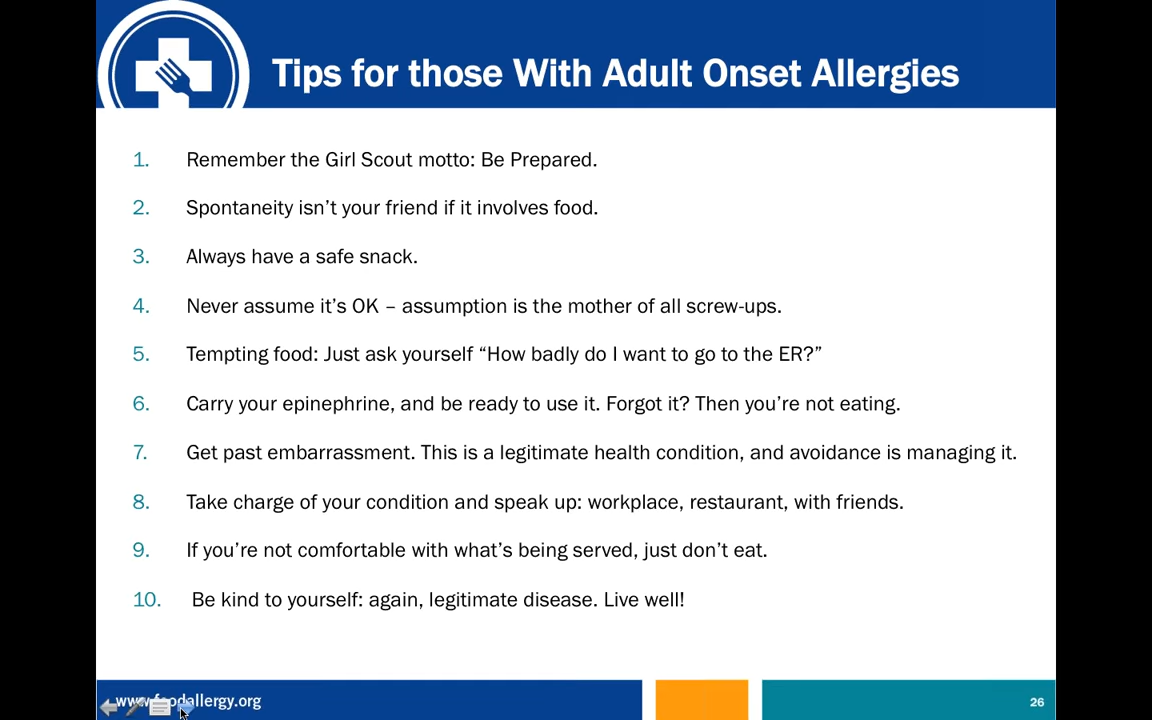 Tips for those With Adult Onset Allergies
1. Remember the Girl Scout motto: Be Prepared.
2. Spontaneity isn’t your friend if it involves food.
3. Always have a safe snack.
4. Never assume it’s OK – assumption is the mother of all screw-ups.
5. Tempting food: Just ask yourself “How badly do I want to go to the ER?”
6. Carry your epinephrine, and be ready to use it. Forgot it? Then you’re not eating.
7. Get past embarrassment. This is a legitimate health condition, and avoidance is managing it.
8. Take charge of your condition and speak up: workplace, restaurant, with friends.
9. If you’re not comfortable with what’s being served, just don’t eat.
10. Be kind to yourself: again, legitimate disease. Live well!
www.foodallergy.org
26